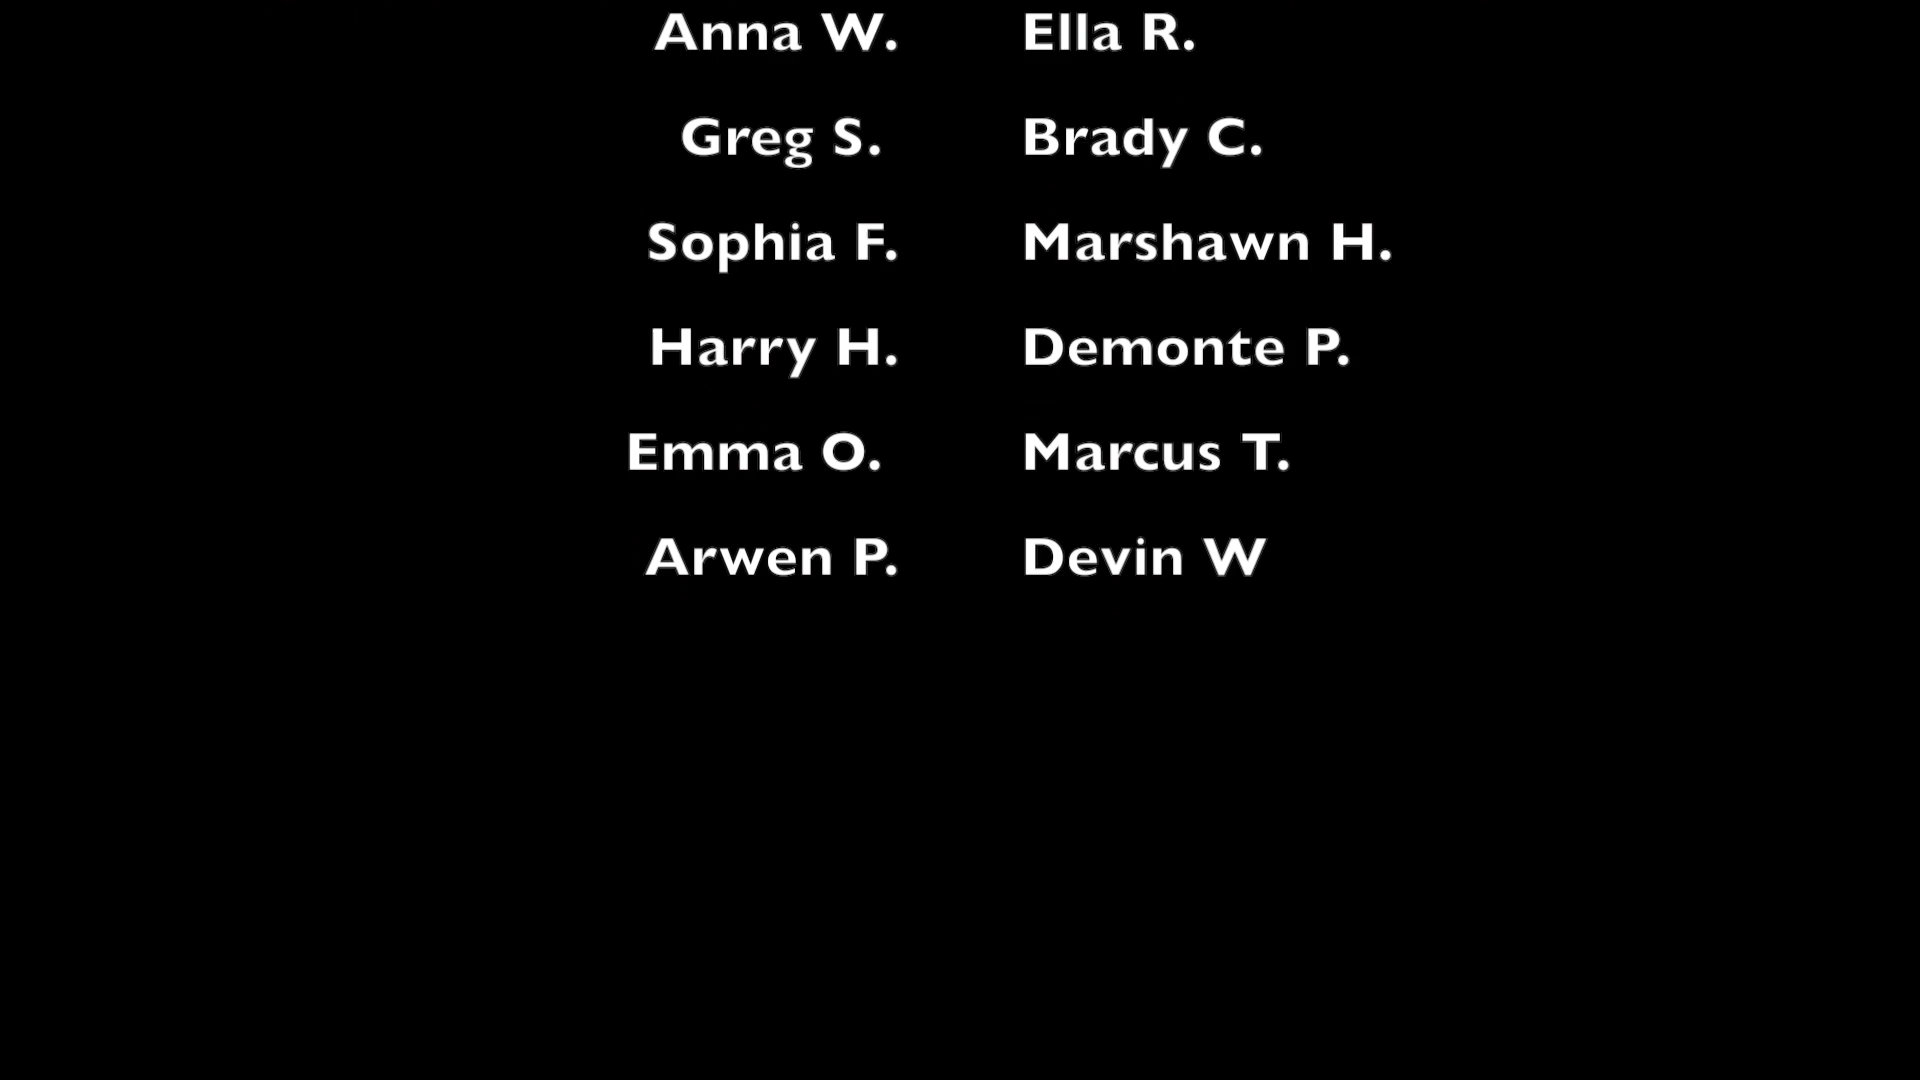 Anna W. Ella R.
Greg S. Brady C.
Sophia F. Marshawn H.
Harry H. Demonte P.
Emma O. Marcus T.
Arwen P. Devin W